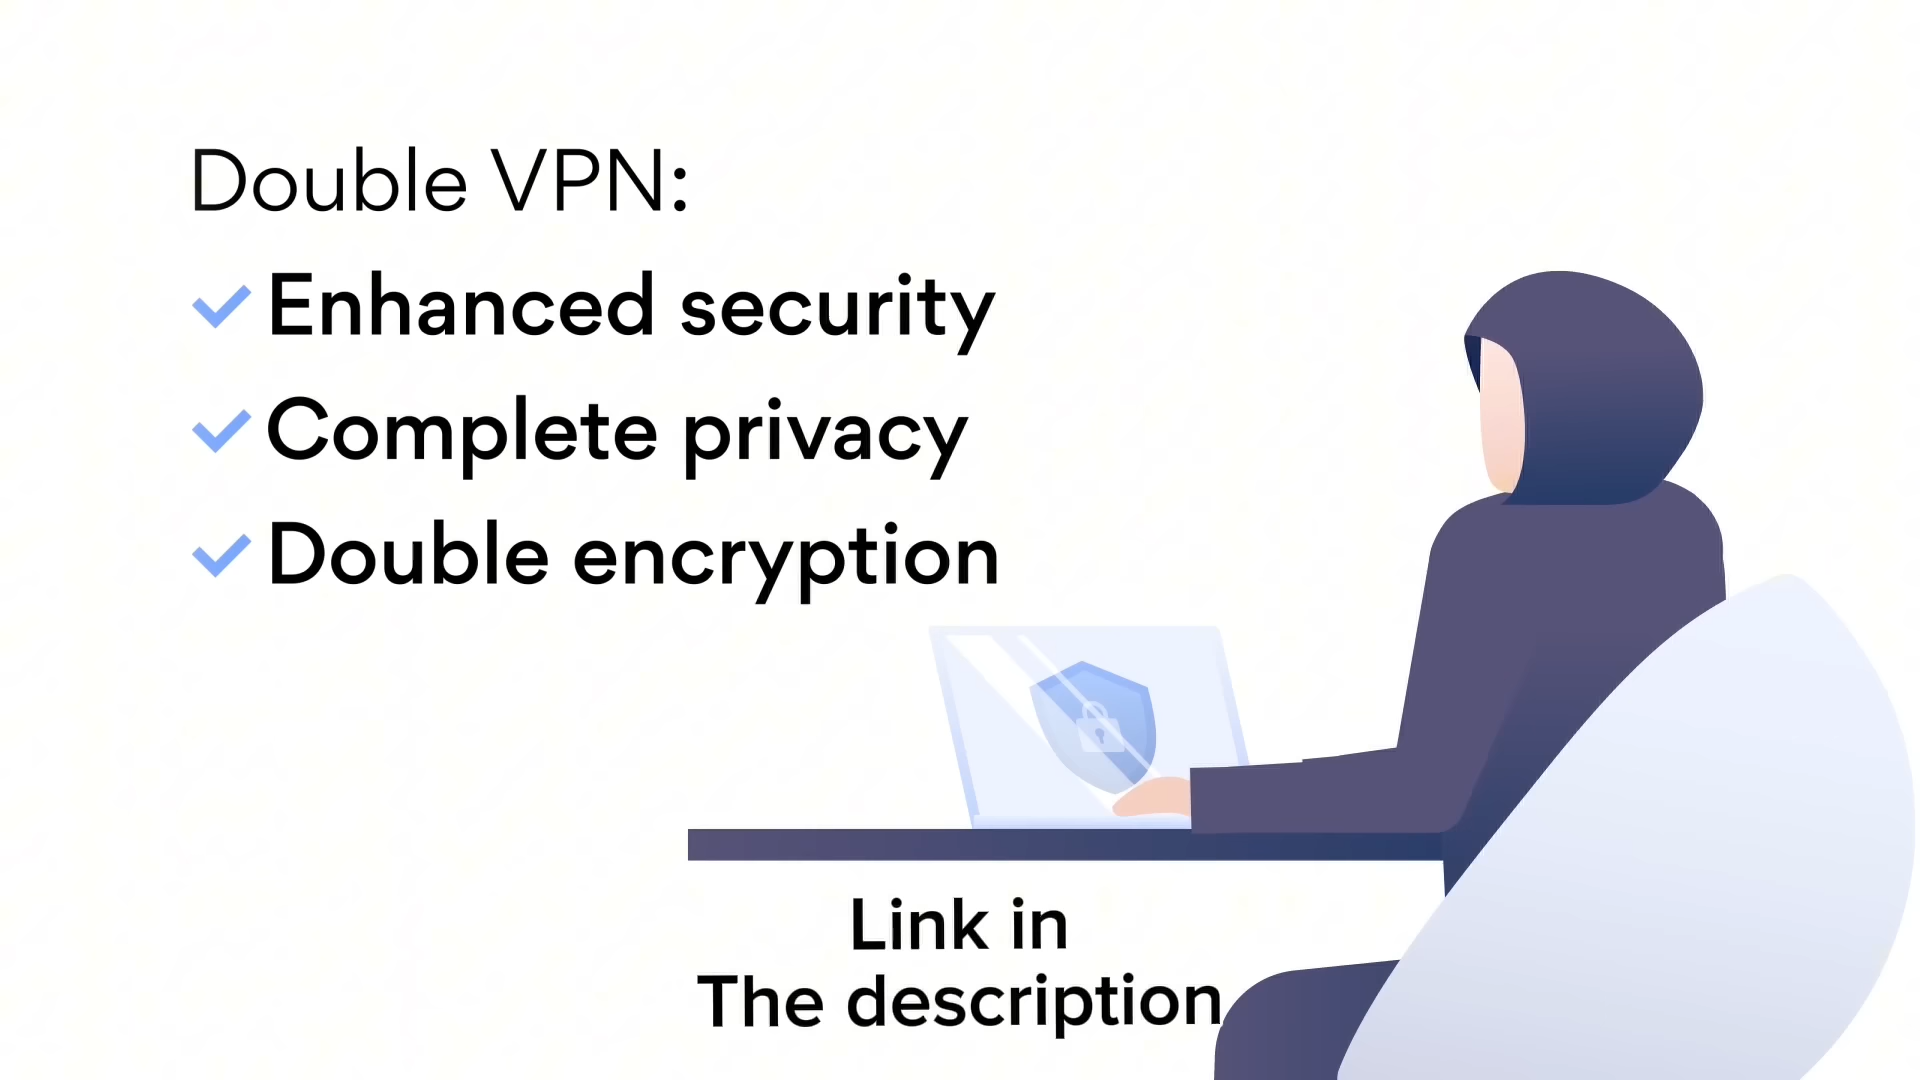 Double VPN:
Enhanced security
Complete privacy
Double encryption
Link in
The description